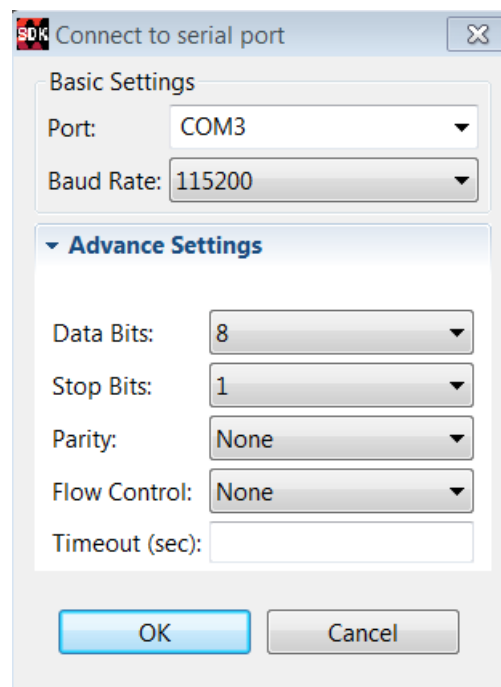 SDK Connect to serial port
Basic Settings
Port: COM3
Baud Rate: 115200
Advance Settings
Data Bits: 8
Stop Bits: 1
Parity: None
Flow Control: None
Timeout (sec):
OK Cancel